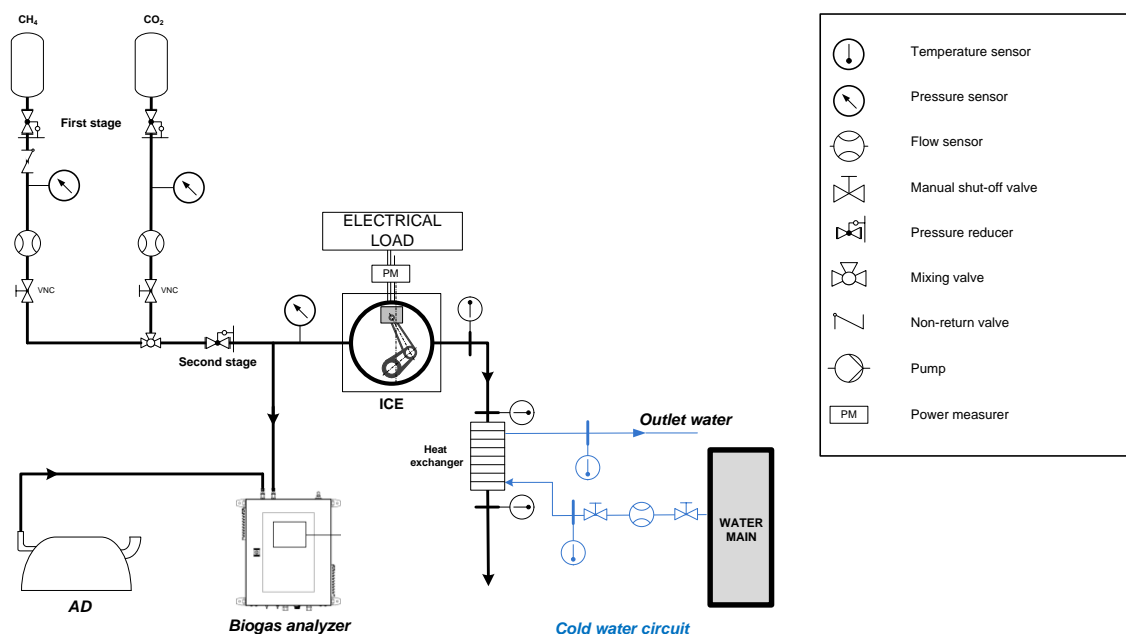 CH4
CO2
First stage
VNC
VNC
Second stage
ELECTRICAL
LOAD
PM
ICE
Heat
exchanger
Outlet water
WATER
MAIN
Cold water circuit
AD
Biogas analyzer
Temperature sensor
Pressure sensor
Flow sensor
Manual shut-off valve
Pressure reducer
Mixing valve
Non-return valve
Pump
PM
Power measurer